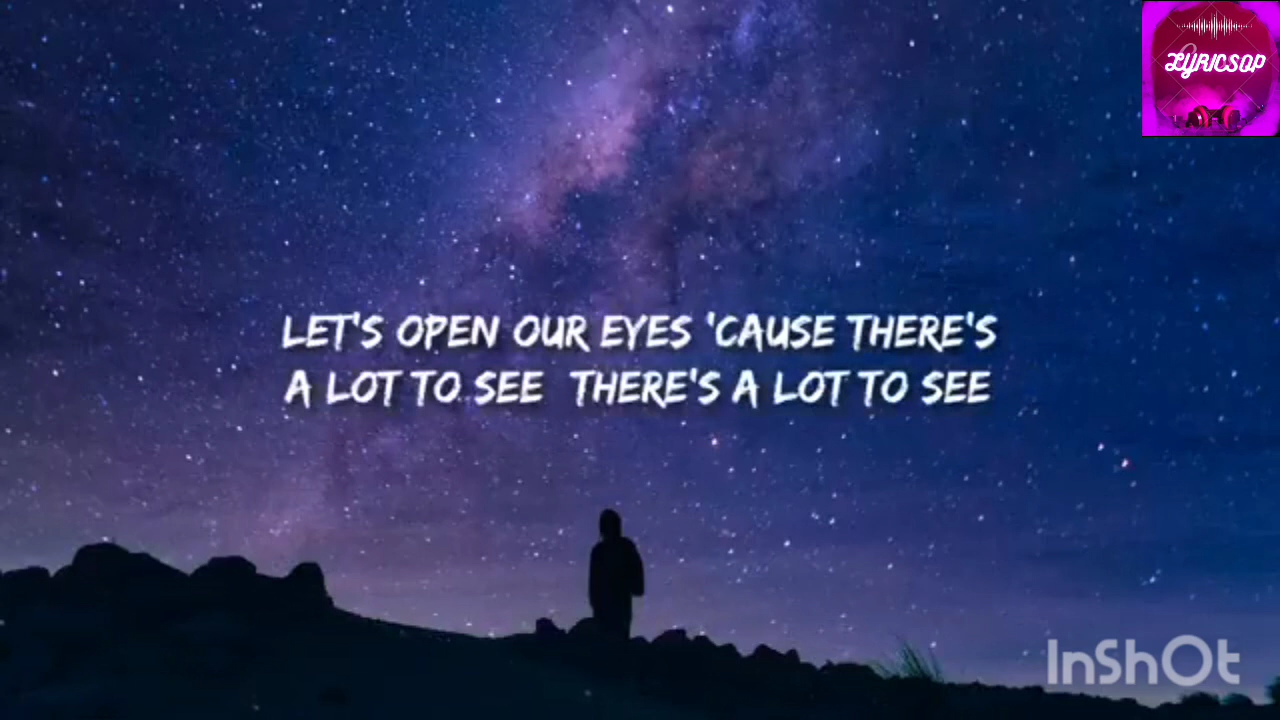 LYRICSOP
LET'S OPEN OUR EYES 'CAUSE THERE'S
A LOT TO SEE THERE'S A LOT TO SEE
InShOt